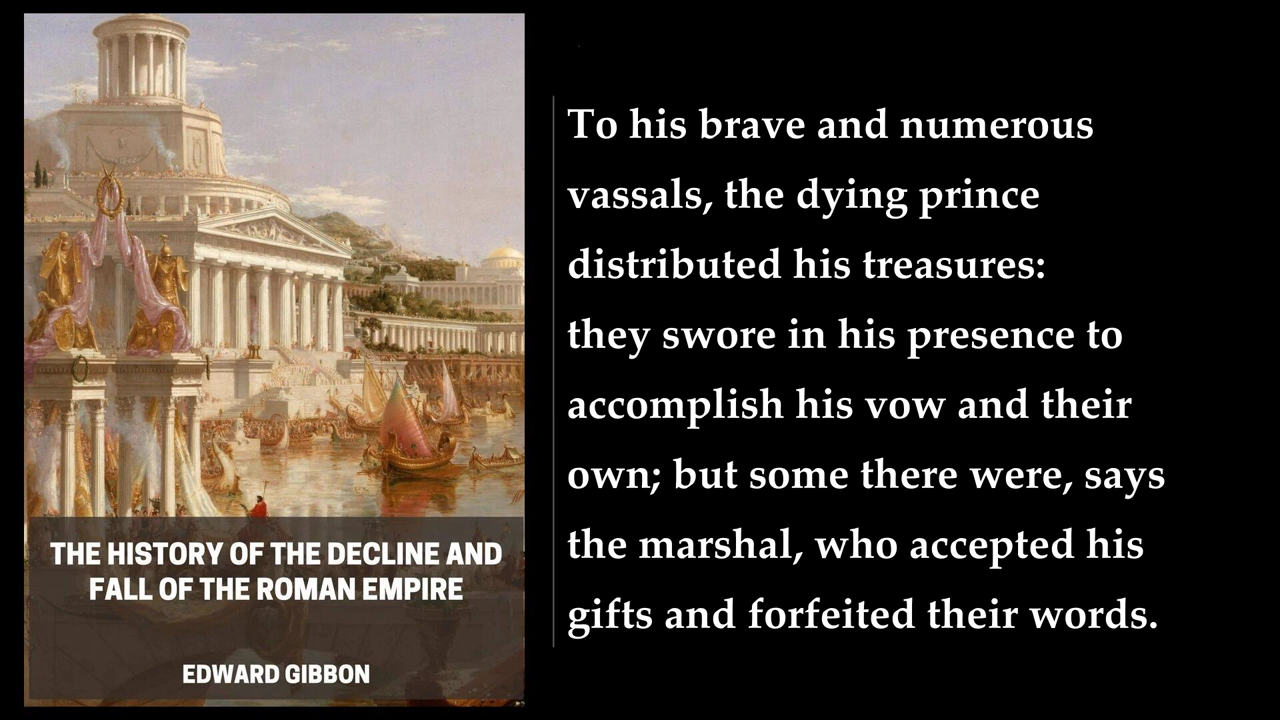 THE HISTORY OF THE DECLINE AND
FALL OF THE ROMAN EMPIRE
EDWARD GIBBON
To his brave and numerous
vassals, the dying prince
distributed his treasures:
they swore in his presence to
accomplish his vow and their
own; but some there were, says
the marshal, who accepted his
gifts and forfeited their words.